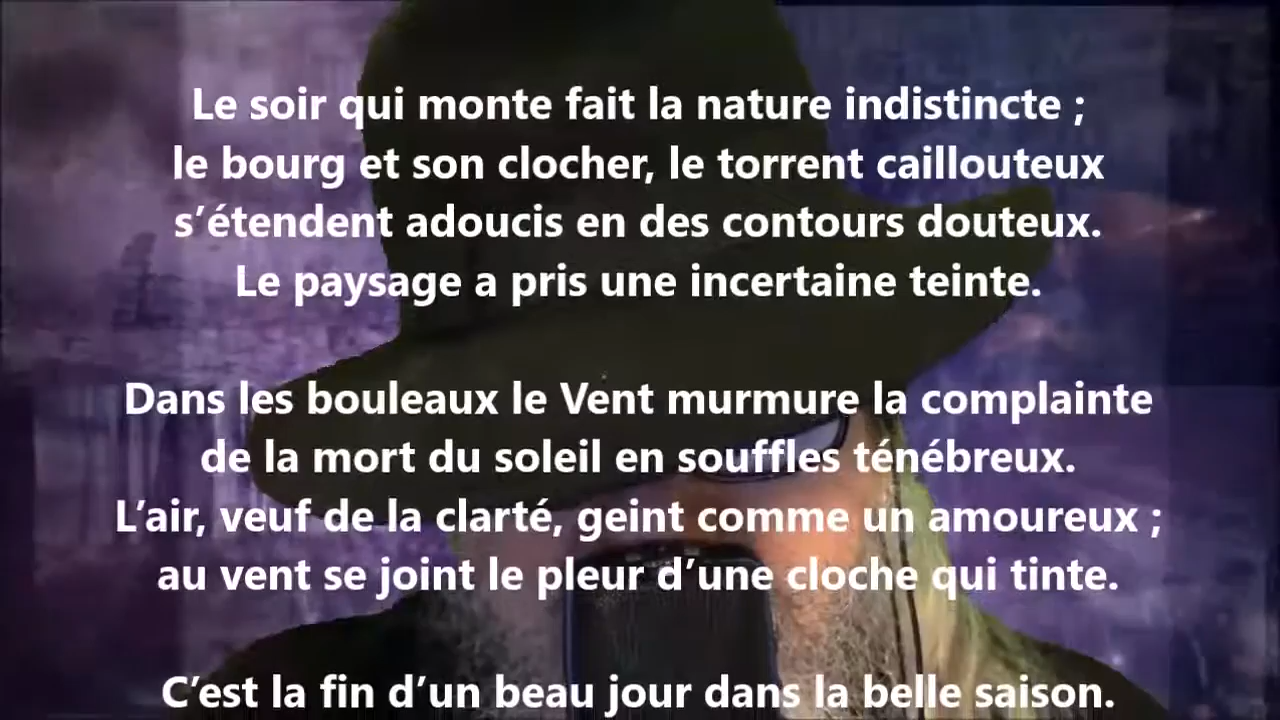 Le soir qui monte fait la nature indistincte ;
le bourg et son clocher, le torrent caillouteux
s’étendent adoucis en des contours douteux.
Le paysage a pris une incertaine teinte.
Dans les bouleaux le Vent murmure la complainte
de la mort du soleil en souffles ténébreux.
L’air, veuf de la clarté, geint comme un amoureux ;
au vent se joint le pleur d’une cloche qui tinte.
C’est la fin d’un beau jour dans la belle saison.